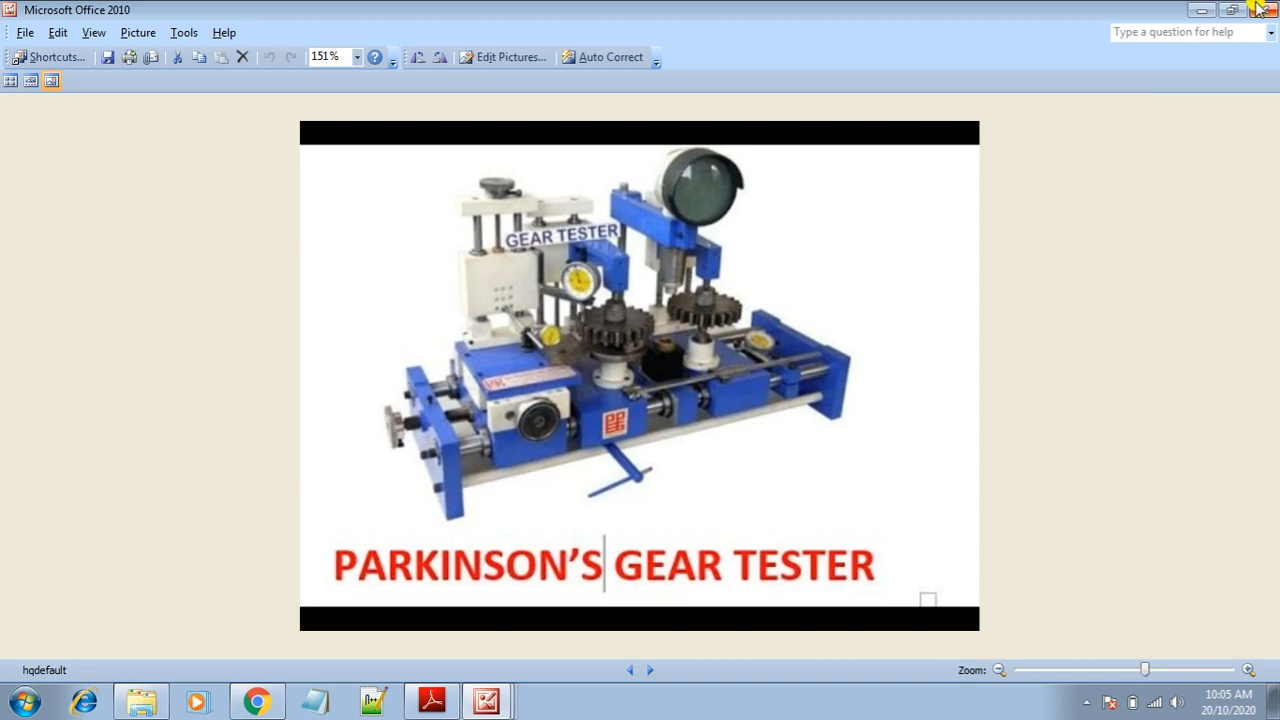 Microsoft Office 2010
File Edit View Picture Tools Help
Type a question for help
Shortcuts... 151% Edit Pictures... Auto Correct
GEAR TESTER
PARKINSON’S GEAR TESTER
hqdefault
Zoom:
10:05 AM
20/10/2020